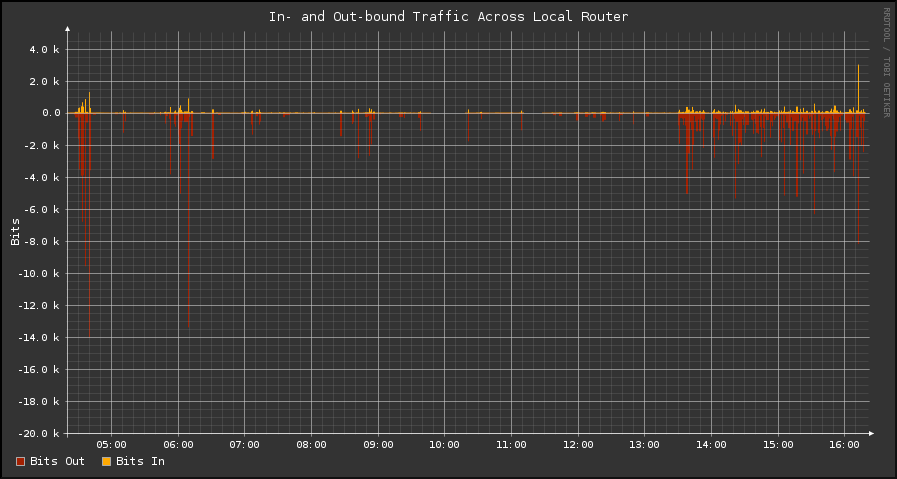 In- and Out-bound Traffic Across Local Router
RRDTOOL / TOBI OETIKER
Bits
4.0 k
2.0 k
0.0
-2.0 k
-4.0 k
-6.0 k
-8.0 k
-10.0 k
-12.0 k
-14.0 k
-16.0 k
-18.0 k
-20.0 k
05:00 06:00 07:00 08:00 09:00 10:00 11:00 12:00 13:00 14:00 15:00 16:00
Bits Out Bits In